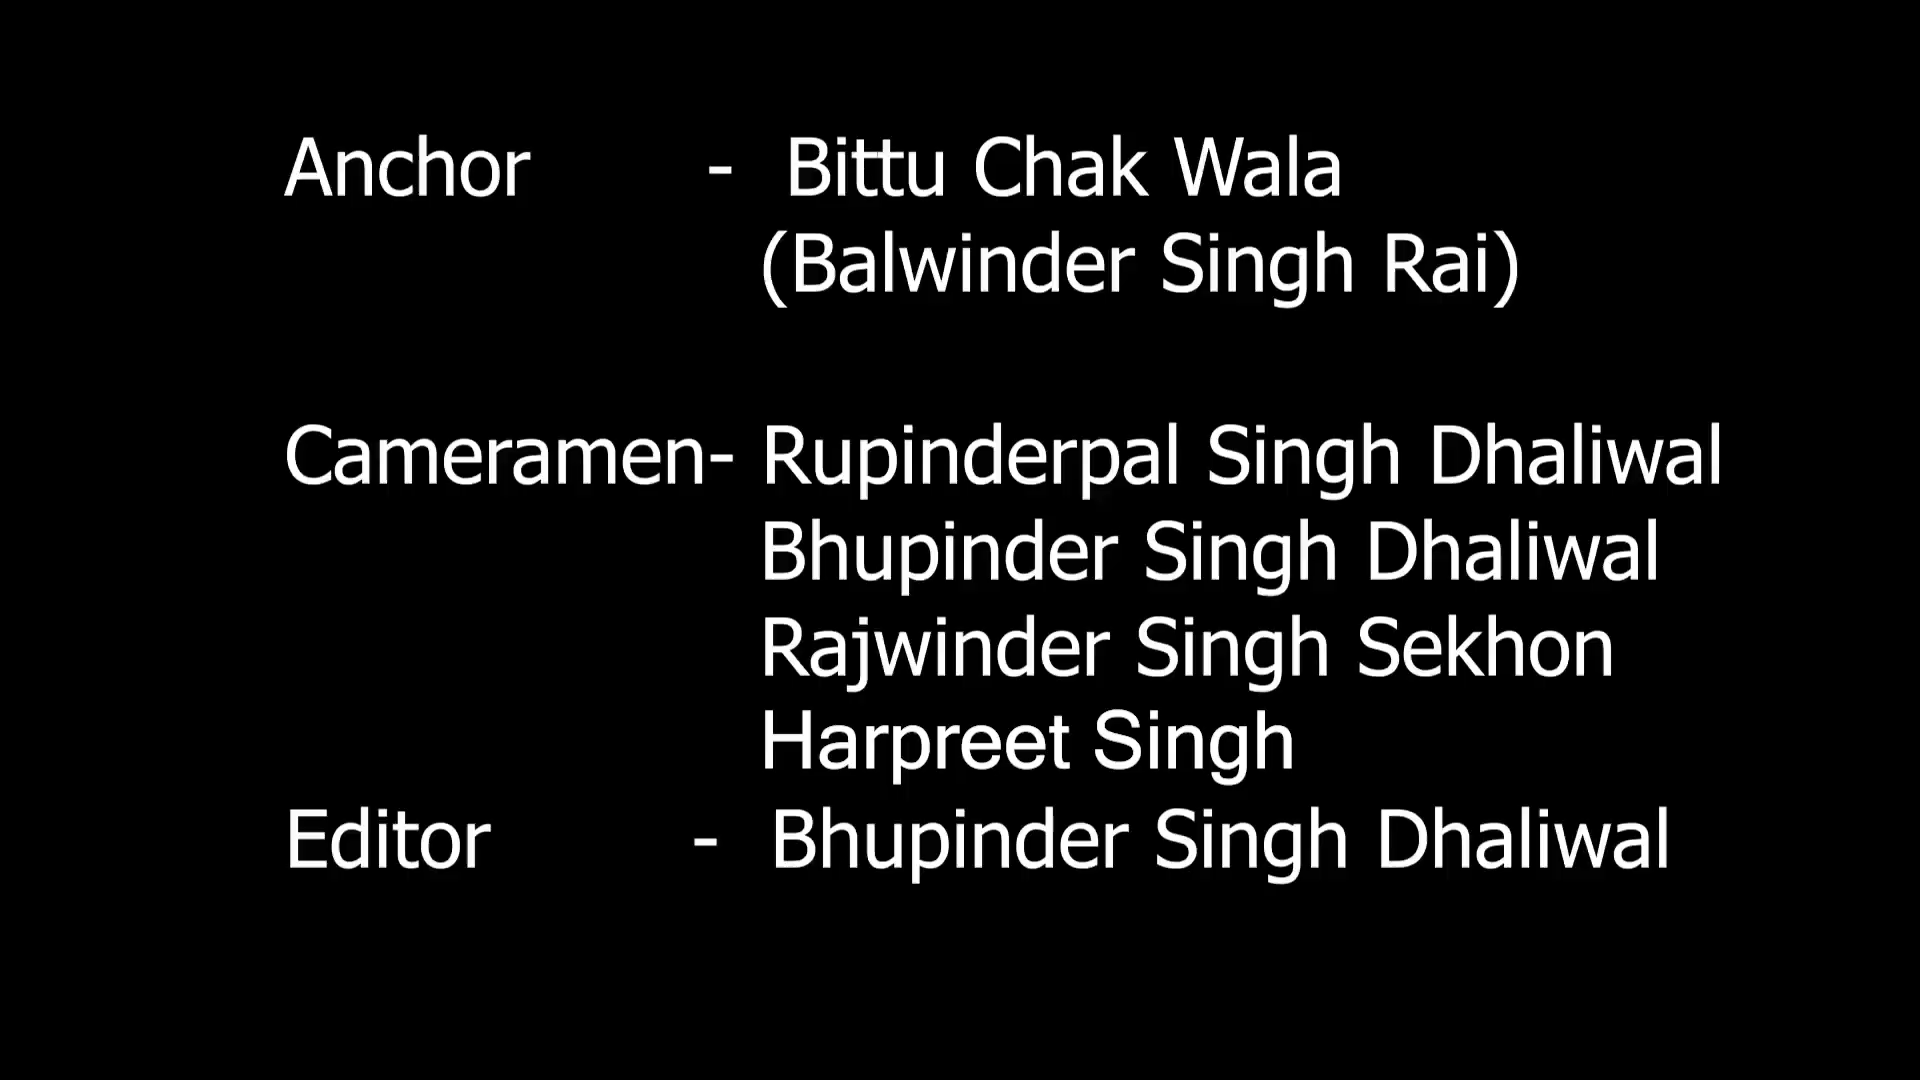 Anchor - Bittu Chak Wala
(Balwinder Singh Rai)
Cameramen- Rupinderpal Singh Dhaliwal
Bhupinder Singh Dhaliwal
Rajwinder Singh Sekhon
Harpreet Singh
Editor - Bhupinder Singh Dhaliwal